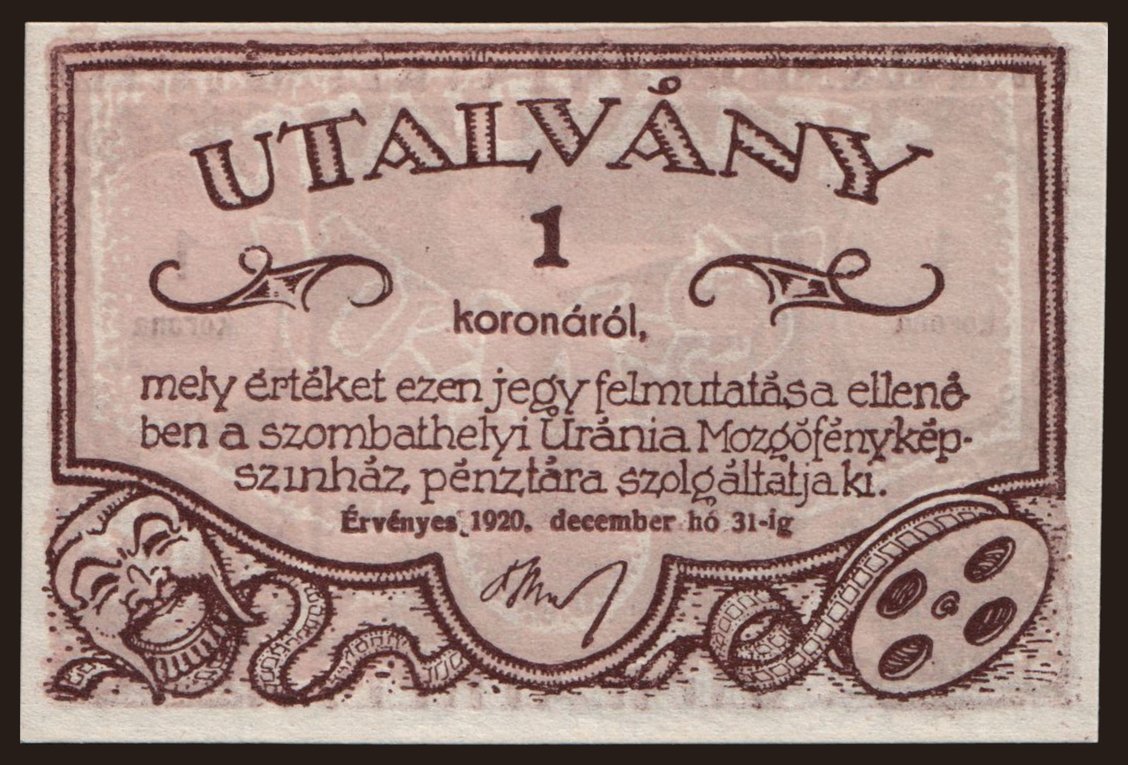 UTALVÁNY
1
koronáról,
mely értéket ezen jegy felmutatása ellené-
ben a szombathelyi Uránia Mozgófénykép-
szinház pénztára szolgáltatja ki.
Érvényes 1920. december hó 31-ig